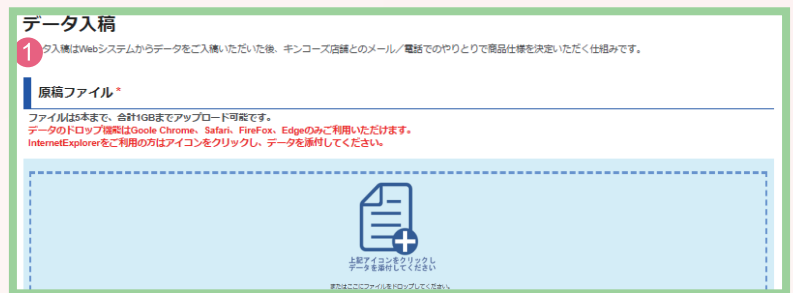 データ入稿
1
タ入稿はWebシステムからデータをご入稿いただいた後、キンコーズ店舗とのメール／電話でのやりとりで商品仕様を決定いただく仕組みです。
原稿ファイル*
ファイルは5本まで、合計1GBまでアップロード可能です。
データのドロップ機能はGoole Chrome、Safari、FireFox、Edgeのみご利用いただけます。
InternetExplorerをご利用の方はアイコンをクリックし、データを添付してください。
上記アイコンをクリックし
データを添付してください
またはここにファイルをドロップしてください。